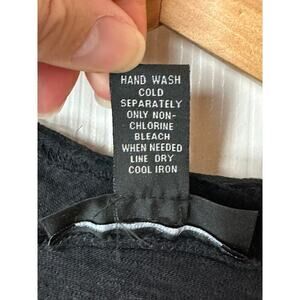 HAND WASH
COLD
SEPARATELY
ONLY NON-
CHLORINE
BLEACH
WHEN NEEDED
LINE DRY
COOL IRON